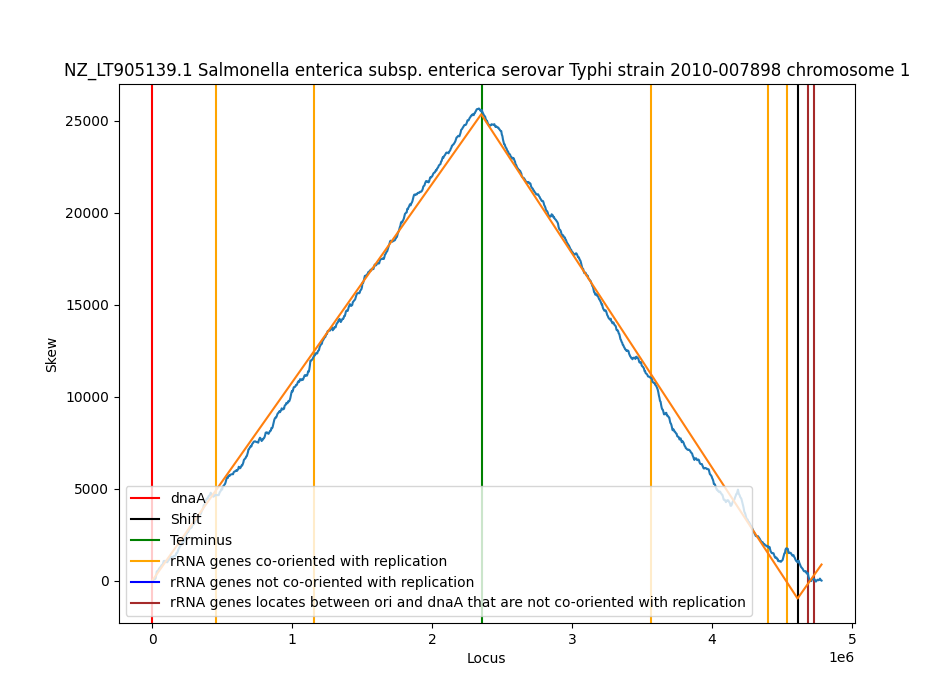 NZ_LT905139.1 Salmonella enterica subsp. enterica serovar Typhi strain 2010-007898 chromosome 1
25000
20000
15000
10000
5000
0
Skew
dnaA
Shift
Terminus
rRNA genes co-oriented with replication
rRNA genes not co-oriented with replication
rRNA genes locates between ori and dnaA that are not co-oriented with replication
0 1 2 3 4 5
1e6
Locus